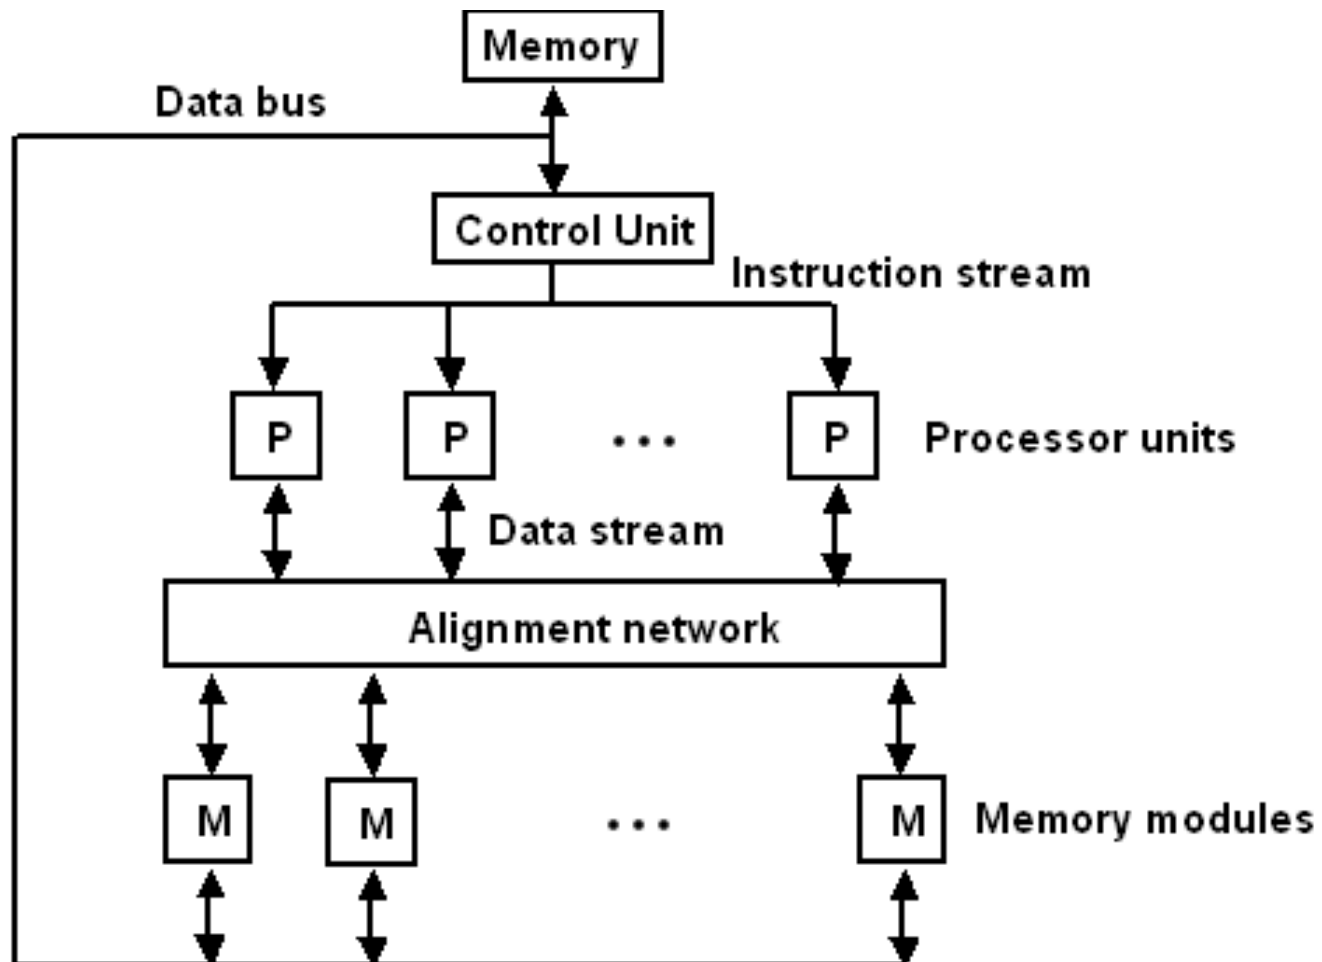 Memory
Data bus
Control Unit
Instruction stream
P P ... P Processor units
Data stream
Alignment network
M M ... M Memory modules